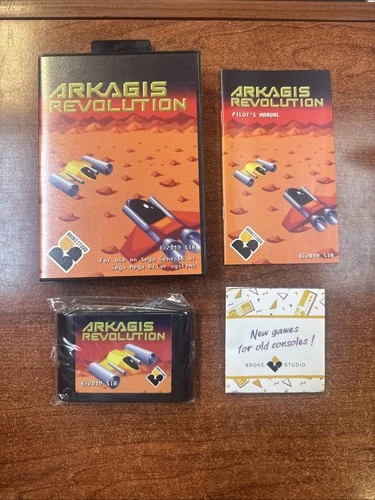 ARKAGIS
REVOLUTION
©2019 SIK
For use on Sega Genesis or
Sega Mega Drive systems
ARKAGIS
REVOLUTION
PILOT'S MANUAL
©2019 SIK
ARKAGIS
REVOLUTION
©2019 SIK
New games
for old consoles !
BROKE STUDIO